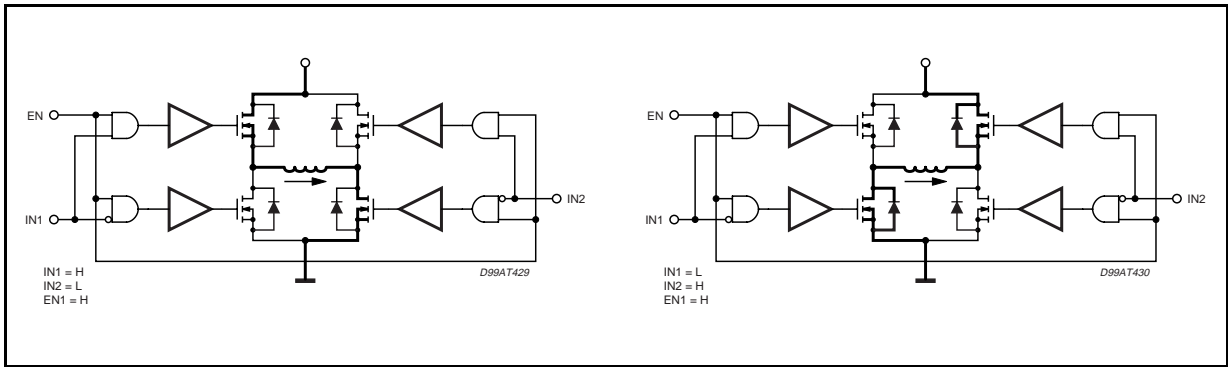 EN
IN1
IN2
IN1 = H
IN2 = L
EN1 = H
D99AT429
EN
IN1
IN2
IN1 = L
IN2 = H
EN1 = H
D99AT430